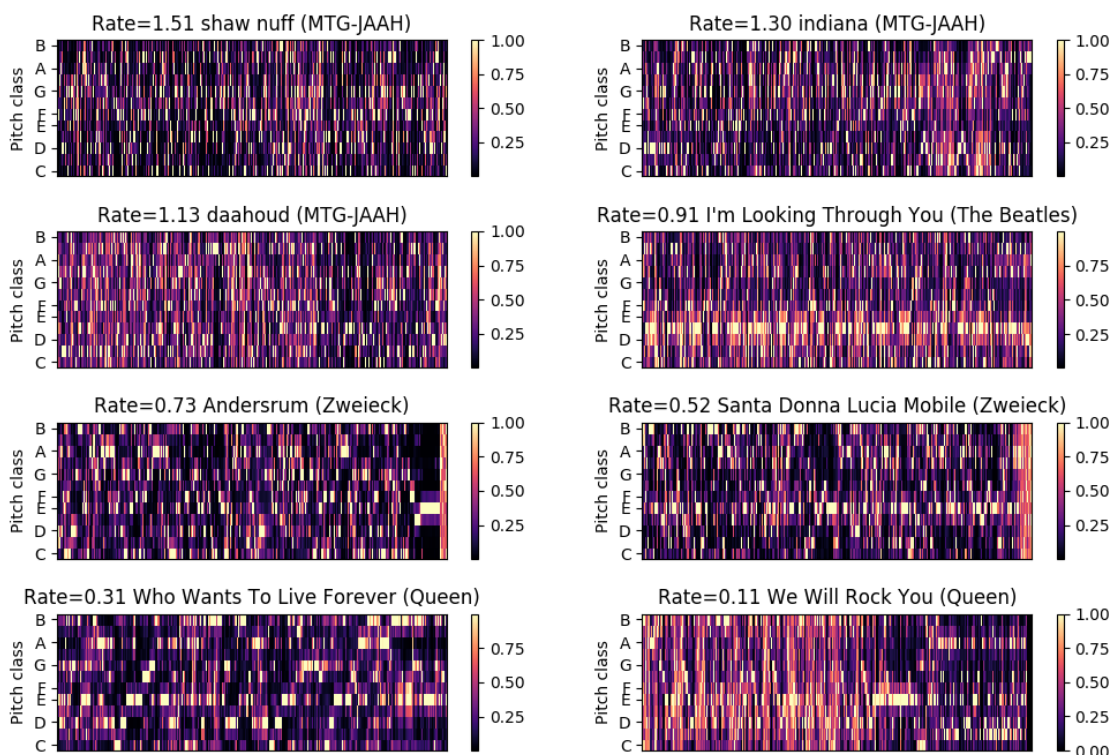 Rate=1.51 shaw nuff (MTG-JAAH)
B
A
G
F
E
D
C
Pitch class
1.00
0.75
0.50
0.25
Rate=1.30 indiana (MTG-JAAH)
B
A
G
F
E
D
C
Pitch class
1.00
0.75
0.50
0.25
Rate=1.13 daahoud (MTG-JAAH)
B
A
G
F
E
D
C
Pitch class
1.00
0.75
0.50
0.25
Rate=0.91 I'm Looking Through You (The Beatles)
B
A
G
F
E
D
C
Pitch class
0.75
0.50
0.25
Rate=0.73 Andersrum (Zweieck)
B
A
G
F
E
D
C
Pitch class
1.00
0.75
0.50
0.25
Rate=0.52 Santa Donna Lucia Mobile (Zweieck)
B
A
G
F
E
D
C
Pitch class
1.00
0.75
0.50
0.25
Rate=0.31 Who Wants To Live Forever (Queen)
B
A
G
F
E
D
C
Pitch class
0.75
0.50
0.25
Rate=0.11 We Will Rock You (Queen)
B
A
G
F
E
D
C
Pitch class
1.00
0.75
0.50
0.25
0.00